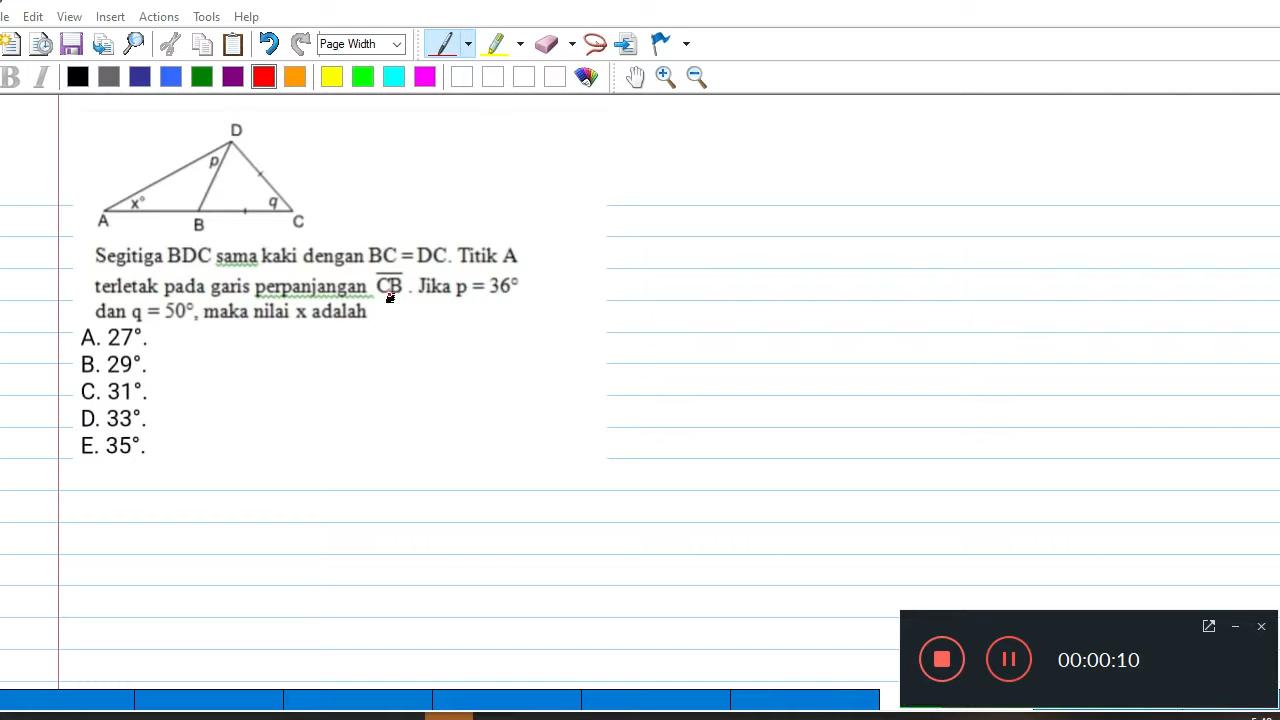 le Edit View Insert Actions Tools Help
Page Width
B I
D
p
x° q
A B C
Segitiga BDC sama kaki dengan BC = DC. Titik A
terletak pada garis perpanjangan CB . Jika p = 36°
dan q = 50°, maka nilai x adalah
A. 27°.
B. 29°.
C. 31°.
D. 33°.
E. 35°.
00:00:10